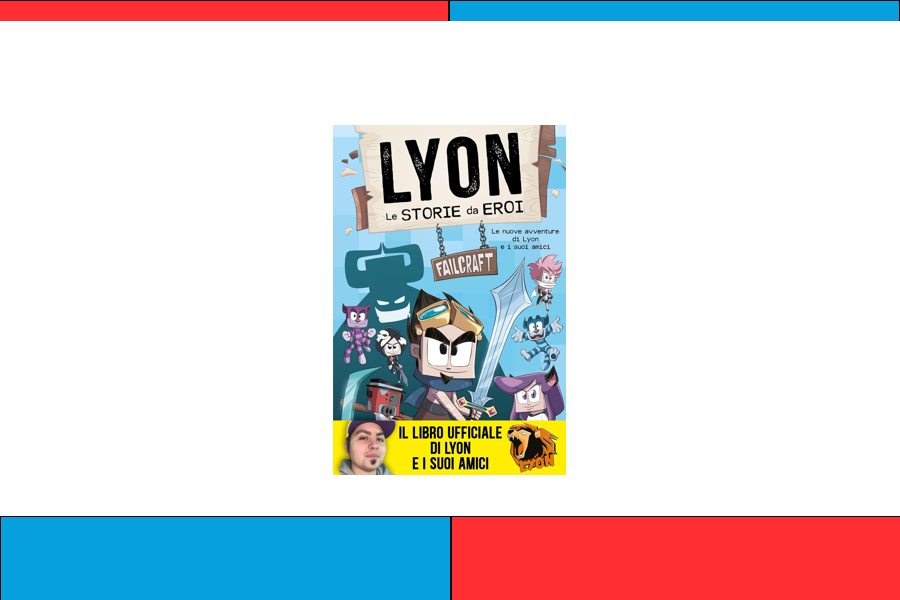 LYON
Le STORIE da EROI
Le nuove avventure
di Lyon
e i suoi amici
FAILCRAFT
IL LIBRO UFFICIALE
DI LYON
E I SUOI AMICI
LYON